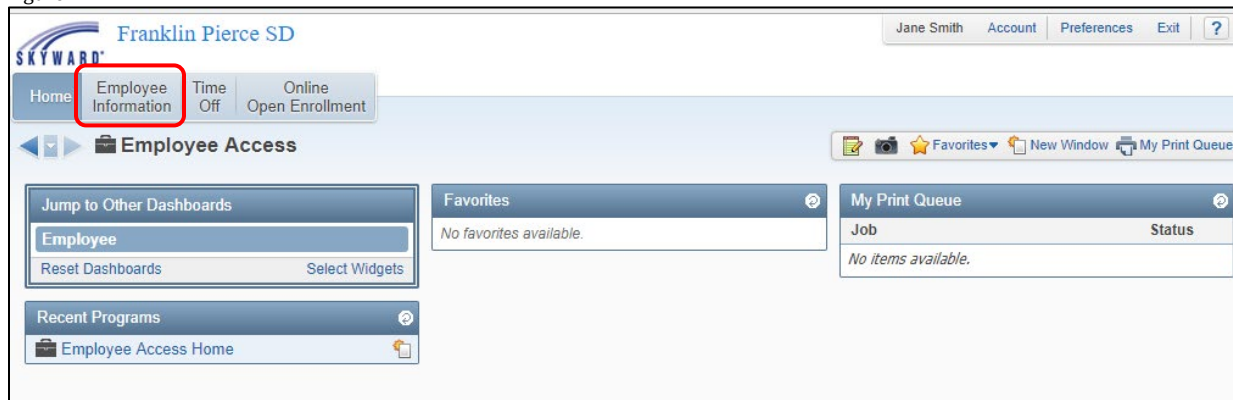 Franklin Pierce SD
SKYWARD
Jane Smith Account Preferences Exit ?
Home Employee Information Time Off Online Open Enrollment
Employee Access
Favorites New Window My Print Queue
Jump to Other Dashboards
Employee
Reset Dashboards Select Widgets
Recent Programs
Employee Access Home
Favorites
No favorites available.
My Print Queue
Job Status
No items available.